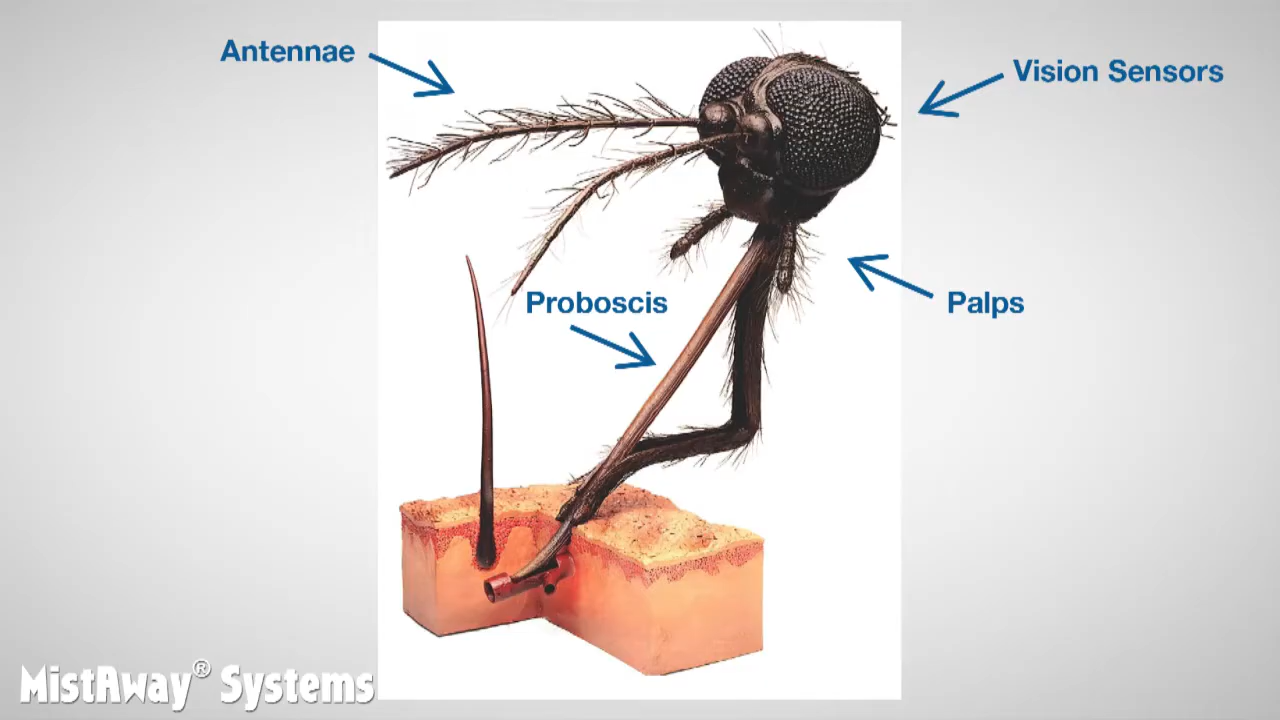 Antennae
Vision Sensors
Proboscis
Palps
MistAway® Systems